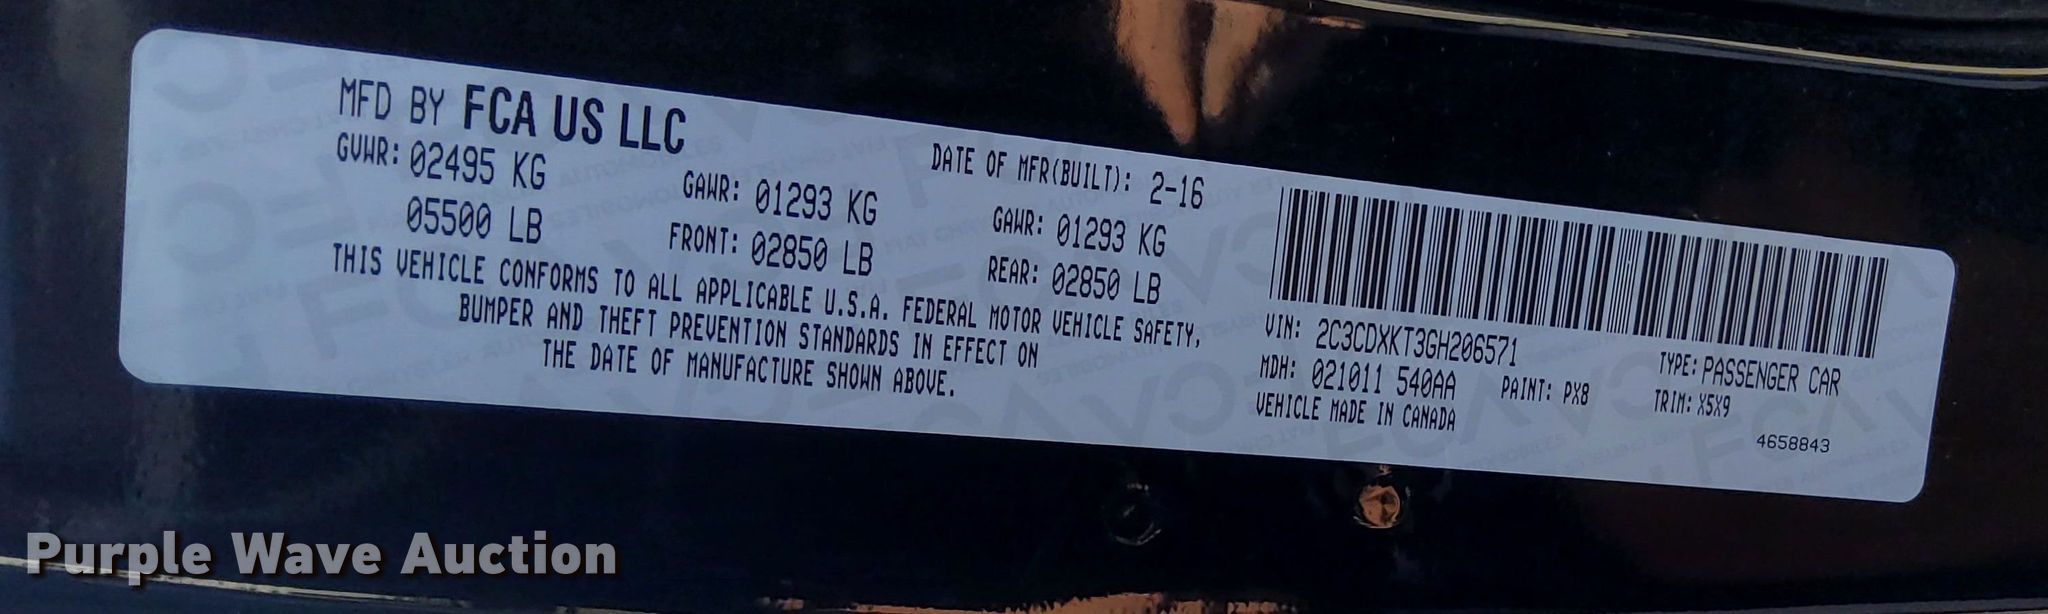 MFD BY FCA US LLC
DATE OF MFR(BUILT): 2-16
GVWR: 02495 KG
05500 LB
GAWR: 01293 KG
FRONT: 02850 LB
GAWR: 01293 KG
REAR: 02850 LB
THIS VEHICLE CONFORMS TO ALL APPLICABLE U.S.A. FEDERAL MOTOR VEHICLE SAFETY,
BUMPER AND THEFT PREVENTION STANDARDS IN EFFECT ON
THE DATE OF MANUFACTURE SHOWN ABOVE.
VIN: 2C3CDXKT3GH206571
TYPE: PASSENGER CAR
MDH: 021011 540AA
PAINT: PX8
TRIM: X5X9
VEHICLE MADE IN CANADA
4658843
Purple Wave Auction